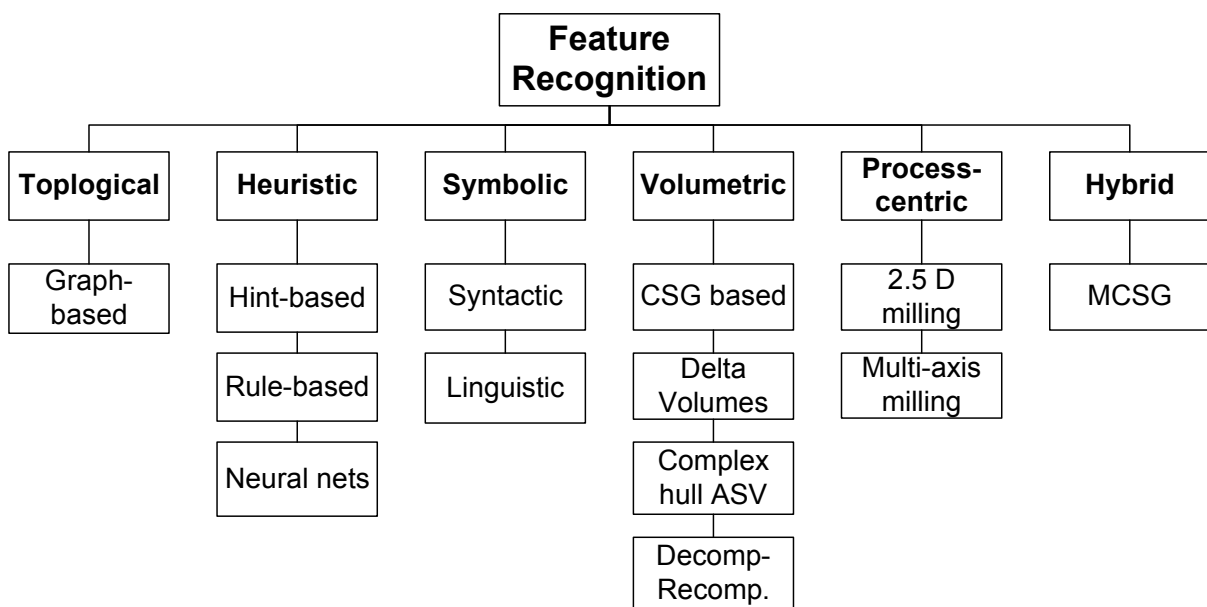 Feature
Recognition
Toplogical
Heuristic
Symbolic
Volumetric
Process-
centric
Hybrid
Graph-
based
Hint-based
Syntactic
CSG based
2.5 D
milling
MCSG
Rule-based
Linguistic
Delta
Volumes
Multi-axis
milling
Neural nets
Complex
hull ASV
Decomp-
Recomp.